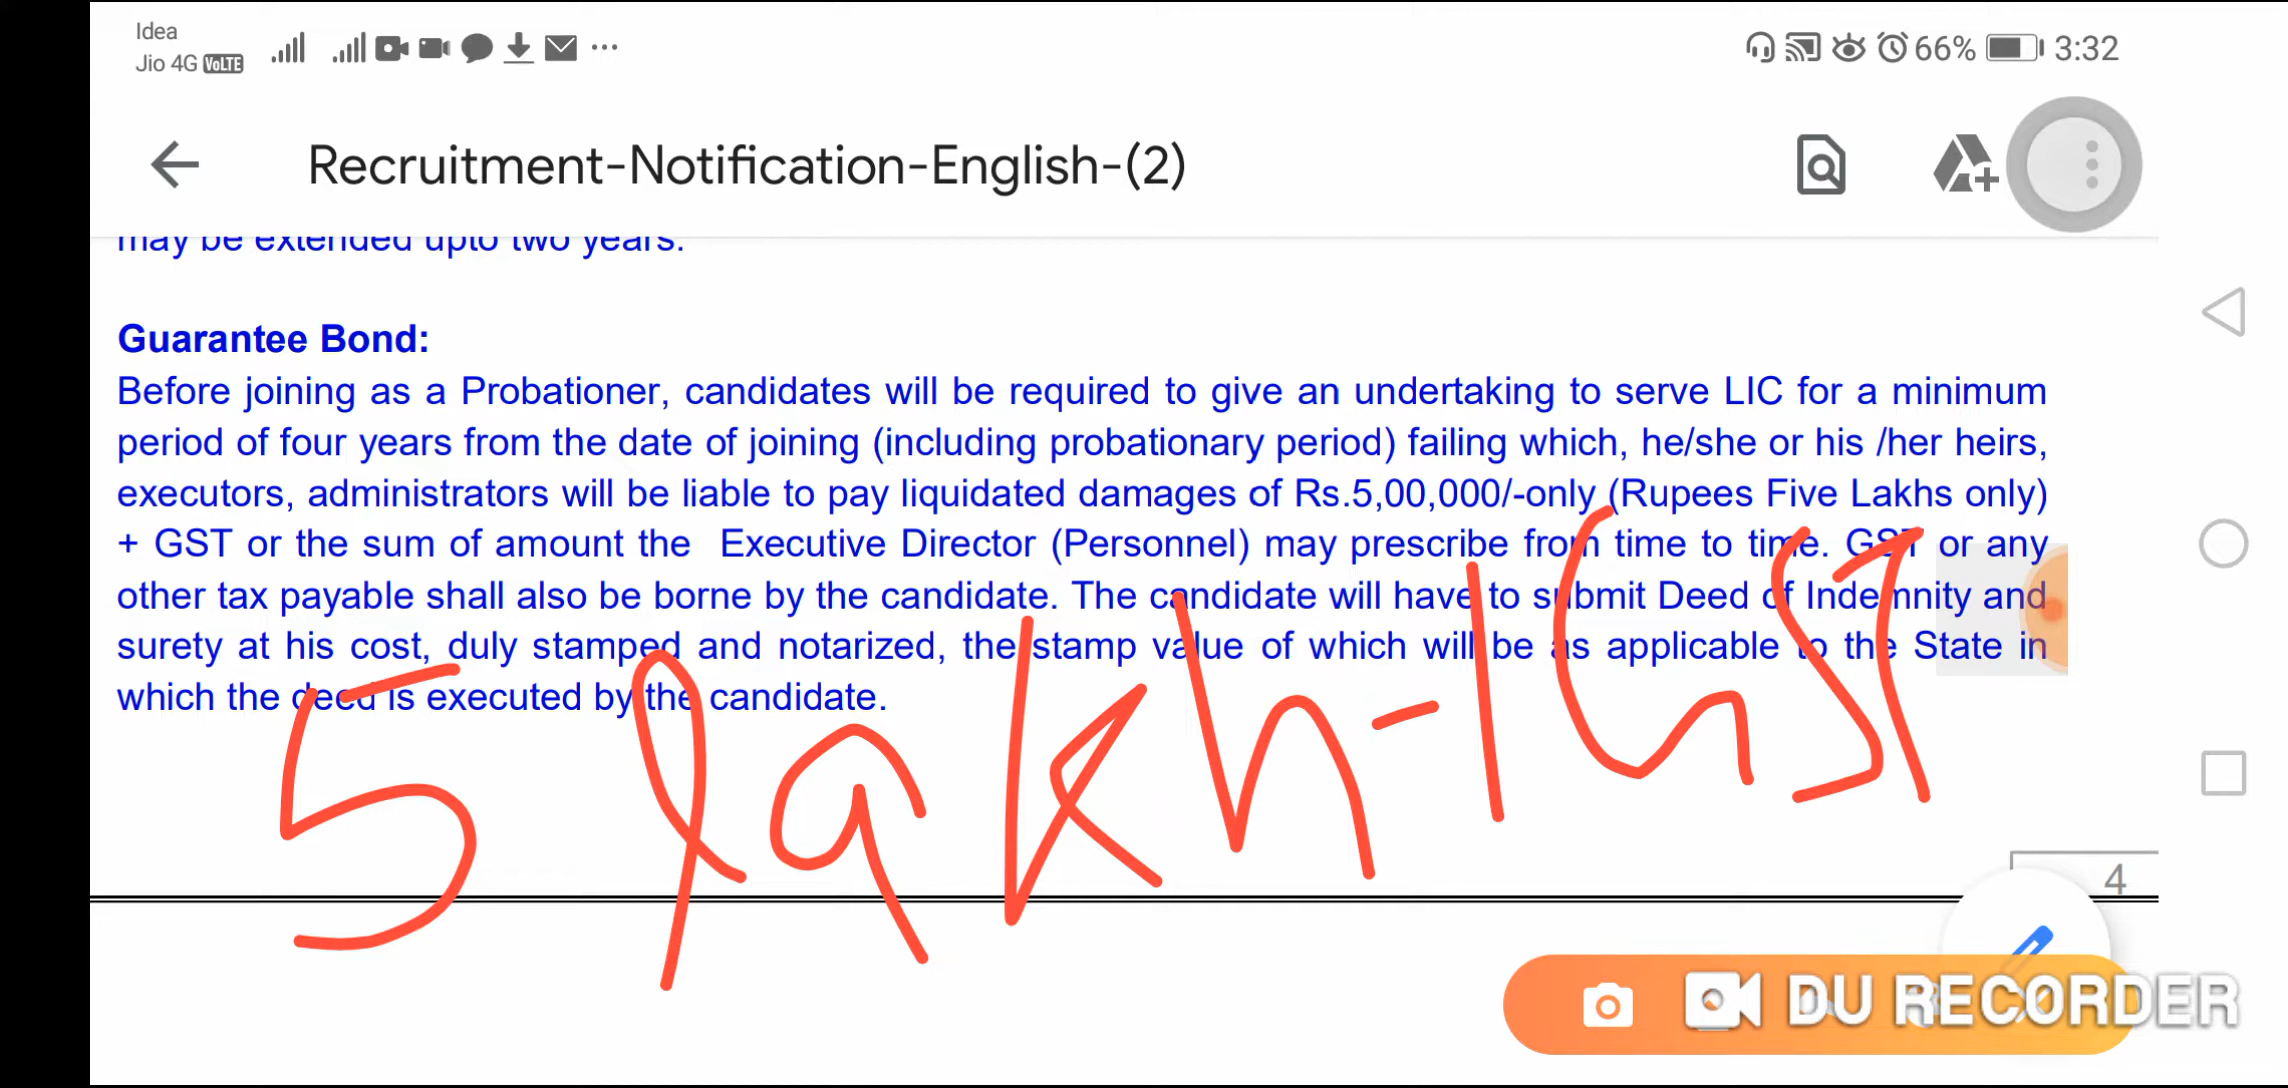 Idea
Jio 4G VoLTE
66% 3:32
Recruitment-Notification-English-(2)
may be extended upto two years.
Guarantee Bond:
Before joining as a Probationer, candidates will be required to give an undertaking to serve LIC for a minimum
period of four years from the date of joining (including probationary period) failing which, he/she or his /her heirs,
executors, administrators will be liable to pay liquidated damages of Rs.5,00,000/-only (Rupees Five Lakhs only)
+ GST or the sum of amount the Executive Director (Personnel) may prescribe from time to time. GST or any
other tax payable shall also be borne by the candidate. The candidate will have to submit Deed of Indemnity and
surety at his cost, duly stamped and notarized, the stamp value of which will be as applicable to the State in
which the deed is executed by the candidate.
5 lakh-1GST
4
DU RECORDER